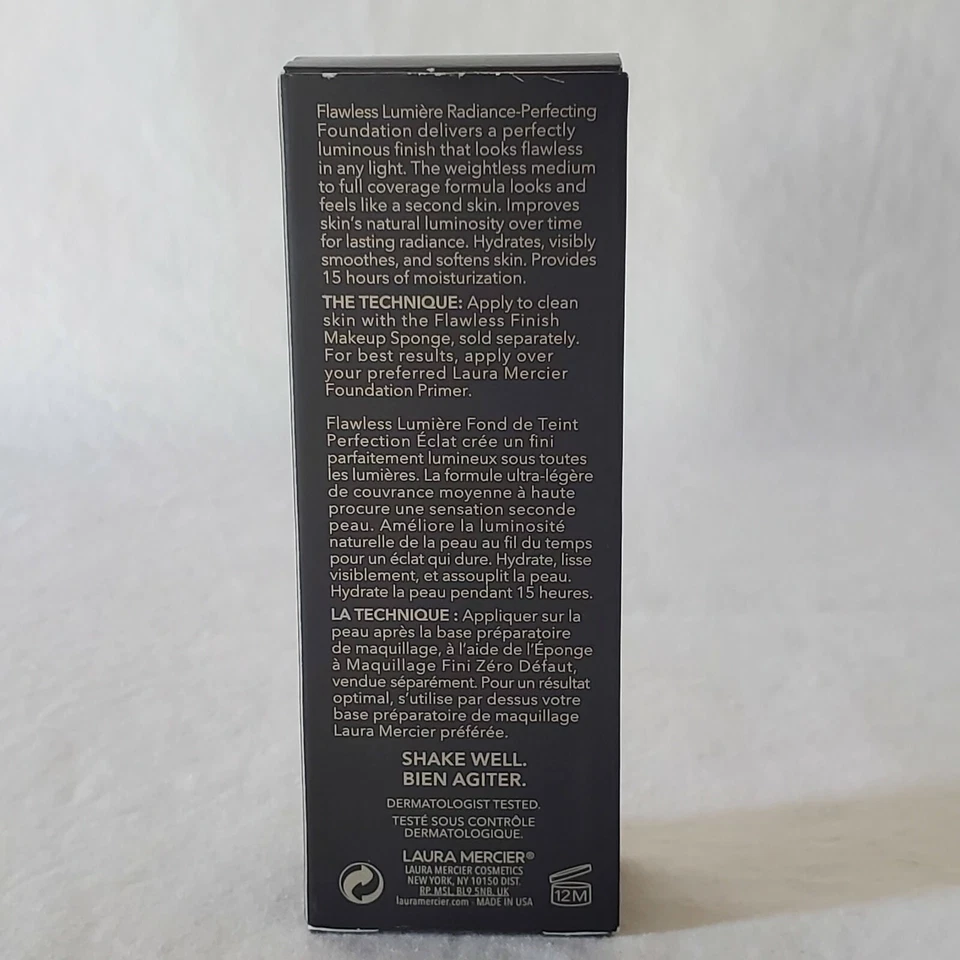 Flawless Lumière Radiance-Perfecting
Foundation delivers a perfectly
luminous finish that looks flawless
in any light. The weightless medium
to full coverage formula looks and
feels like a second skin. Improves
skin's natural luminosity over time
for lasting radiance. Hydrates, visibly
smoothes, and softens skin. Provides
15 hours of moisturization.
THE TECHNIQUE: Apply to clean
skin with the Flawless Finish
Makeup Sponge, sold separately.
For best results, apply over
your preferred Laura Mercier
Foundation Primer.
Flawless Lumière Fond de Teint
Perfection Éclat crée un fini
parfaitement lumineux sous toutes
les lumières. La formule ultra-légère
de couvrance moyenne à haute
procure une sensation seconde
peau. Améliore la luminosité
naturelle de la peau au fil du temps
pour un éclat qui dure. Hydrate, lisse
visiblement, et assouplit la peau.
Hydrate la peau pendant 15 heures.
LA TECHNIQUE : Appliquer sur la
peau après la base préparatoire
de maquillage, à l'aide de l'Éponge
à Maquillage Fini Zéro Défaut,
vendue séparément. Pour un résultat
optimal, s'utilise par dessus votre
base préparatoire de maquillage
Laura Mercier préférée.
SHAKE WELL.
BIEN AGITER.
DERMATOLOGIST TESTED.
TESTÉ SOUS CONTRÔLE
DERMATOLOGIQUE.
LAURA MERCIER®
LAURA MERCIER COSMETICS
NEW YORK, NY 10150 DIST.
RP. MSL, BL9 5NB, UK
lauramercier.com - MADE IN USA
12M